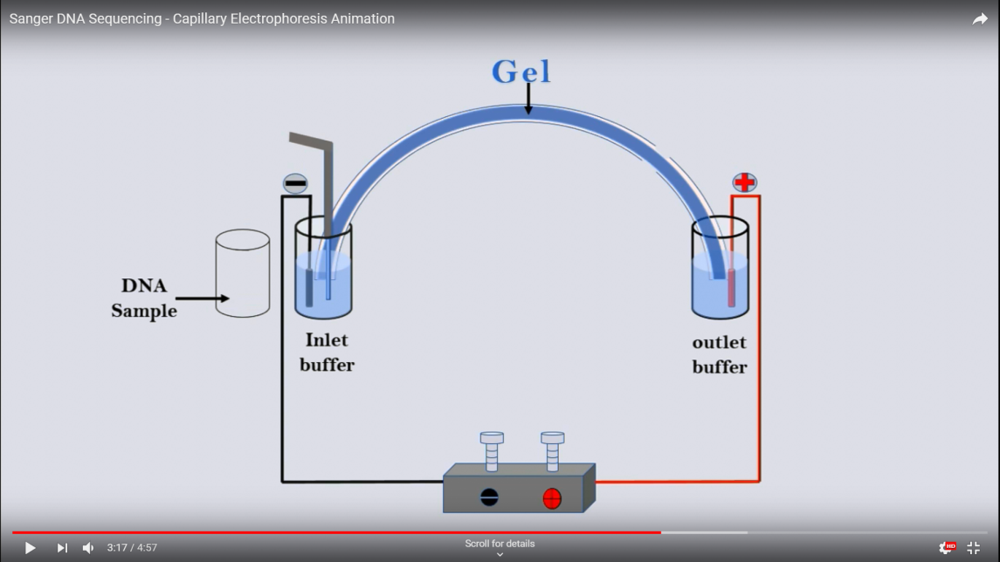 Sanger DNA Sequencing - Capillary Electrophoresis Animation
Gel
DNA
Sample
Inlet
buffer
outlet
buffer
3:17 / 4:57
Scroll for details
HD